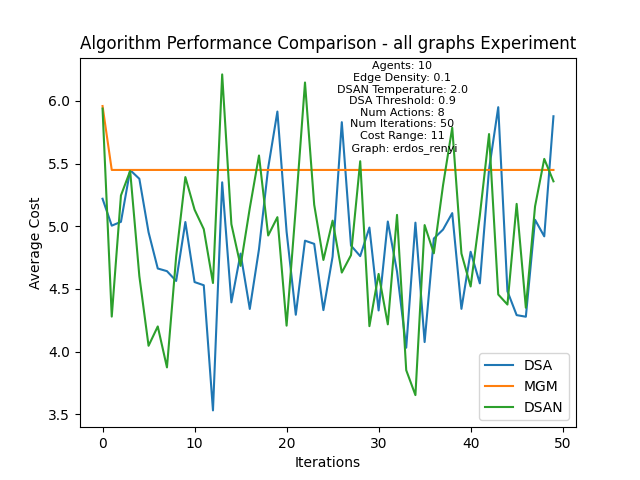 Algorithm Performance Comparison - all graphs Experiment
Agents: 10
Edge Density: 0.1
DSAN Temperature: 2.0
DSA Threshold: 0.9
Num Actions: 8
Num Iterations: 50
Cost Range: 11
Graph: erdos_renyi
Average Cost
6.0
5.5
5.0
4.5
4.0
3.5
0 10 20 30 40 50
Iterations
DSA
MGM
DSAN